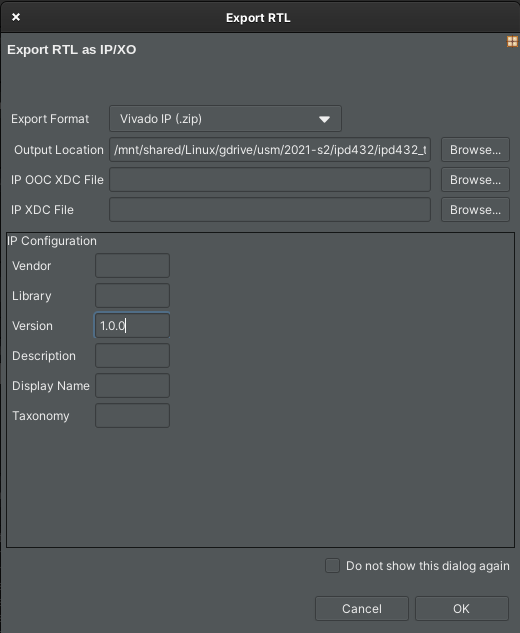 Export RTL
Export RTL as IP/XO
Export Format Vivado IP (.zip)
Output Location /mnt/shared/Linux/gdrive/usm/2021-s2/ipd432/ipd432_t Browse...
IP OOC XDC File Browse...
IP XDC File Browse...
IP Configuration
Vendor
Library
Version 1.0.0
Description
Display Name
Taxonomy
Do not show this dialog again
Cancel OK